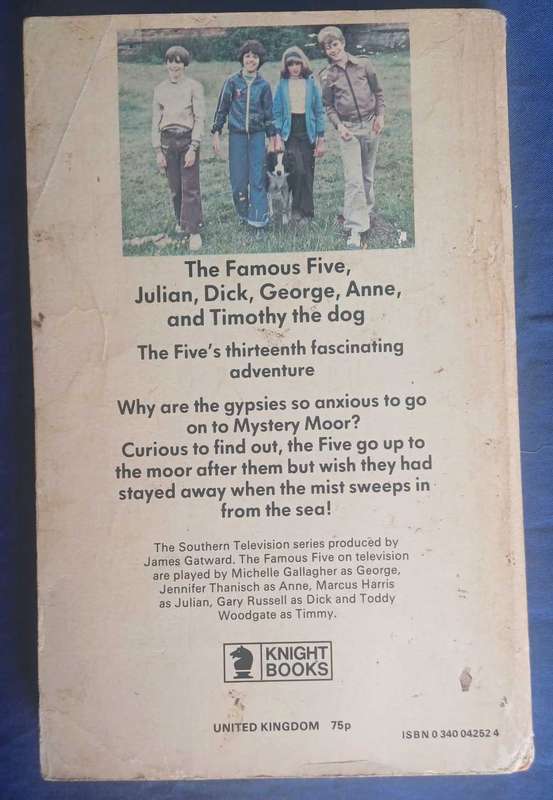 The Famous Five,
Julian, Dick, George, Anne,
and Timothy the dog
The Five's thirteenth fascinating
adventure
Why are the gypsies so anxious to go
on to Mystery Moor?
Curious to find out, the Five go up to
the moor after them but wish they had
stayed away when the mist sweeps in
from the sea!
The Southern Television series produced by
James Gatward. The Famous Five on television
are played by Michelle Gallagher as George,
Jennifer Thanisch as Anne, Marcus Harris
as Julian, Gary Russell as Dick and Toddy
Woodgate as Timmy.
KNIGHT
BOOKS
UNITED KINGDOM 75p
ISBN 0 340 04252 4